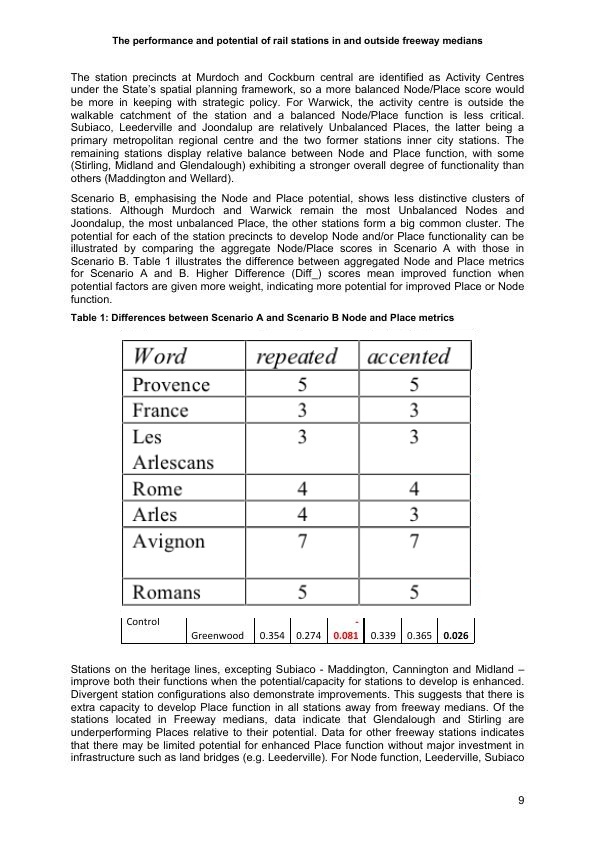 The performance and potential of rail stations in and outside freeway medians
The station precincts at Murdoch and Cockburn central are identified as Activity Centres
under the State's spatial planning framework, so a more balanced Node/Place score would
be more in keeping with strategic policy. For Warwick, the activity centre is outside the
walkable catchment of the station and a balanced Node/Place function is less critical.
Subiaco, Leederville and Joondalup are relatively Unbalanced Places, the latter being a
primary metropolitan regional centre and the two former stations inner city stations. The
remaining stations display relative balance between Node and Place function, with some
(Stirling, Midland and Glendalough) exhibiting a stronger overall degree of functionality than
others (Maddington and Wellard).
Scenario B, emphasising the Node and Place potential, shows less distinctive clusters of
stations. Although Murdoch and Warwick remain the most Unbalanced Nodes and
Joondalup, the most unbalanced Place, the other stations form a big common cluster. The
potential for each of the station precincts to develop Node and/or Place functionality can be
illustrated by comparing the aggregate Node/Place scores in Scenario A with those in
Scenario B. Table 1 illustrates the difference between aggregated Node and Place metrics
for Scenario A and B. Higher Difference (Diff_) scores mean improved function when
potential factors are given more weight, indicating more potential for improved Place or Node
function.
Table 1: Differences between Scenario A and Scenario B Node and Place metrics
Word repeated accented
Provence 5 5
France 3 3
Les 3 3
Arlescans
Rome 4 4
Arles 4 3
Avignon 7 7
Romans 5 5
Control -
Greenwood 0.354 0.274 0.081 0.339 0.365 0.026
Stations on the heritage lines, excepting Subiaco - Maddington, Cannington and Midland –
improve both their functions when the potential/capacity for stations to develop is enhanced.
Divergent station configurations also demonstrate improvements. This suggests that there is
extra capacity to develop Place function in all stations away from freeway medians. Of the
stations located in Freeway medians, data indicate that Glendalough and Stirling are
underperforming Places relative to their potential. Data for other freeway stations indicates
that there may be limited potential for enhanced Place function without major investment in
infrastructure such as land bridges (e.g. Leederville). For Node function, Leederville, Subiaco
9